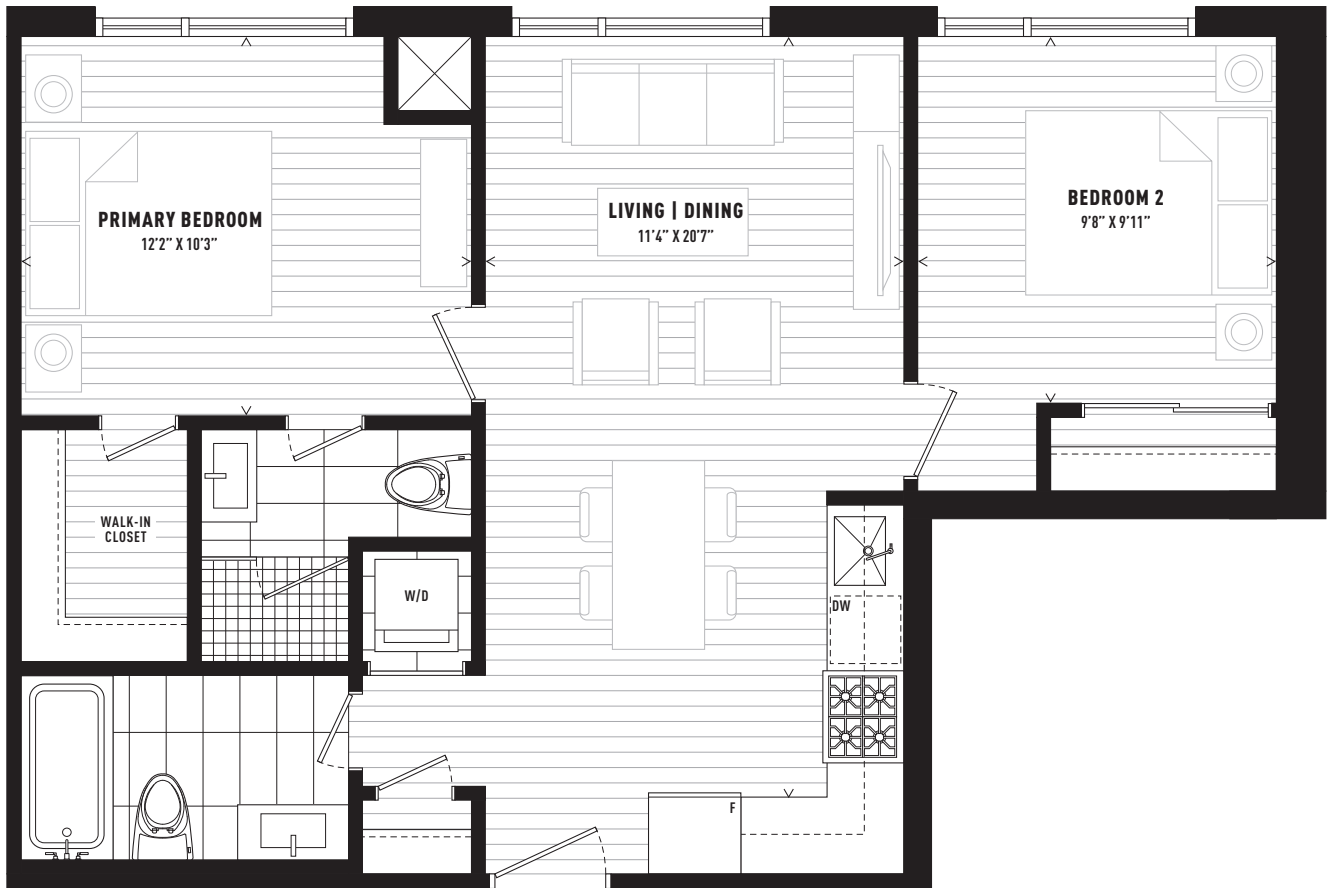 PRIMARY BEDROOM
12'2” X 10'3”
LIVING | DINING
11'4” X 20'7”
BEDROOM 2
9'8” X 9'11”
WALK-IN
CLOSET
W/D
DW
F